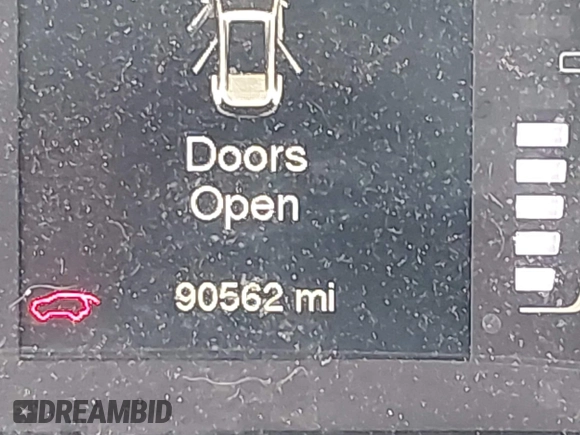 Doors
Open
90562 mi
DREAMBID